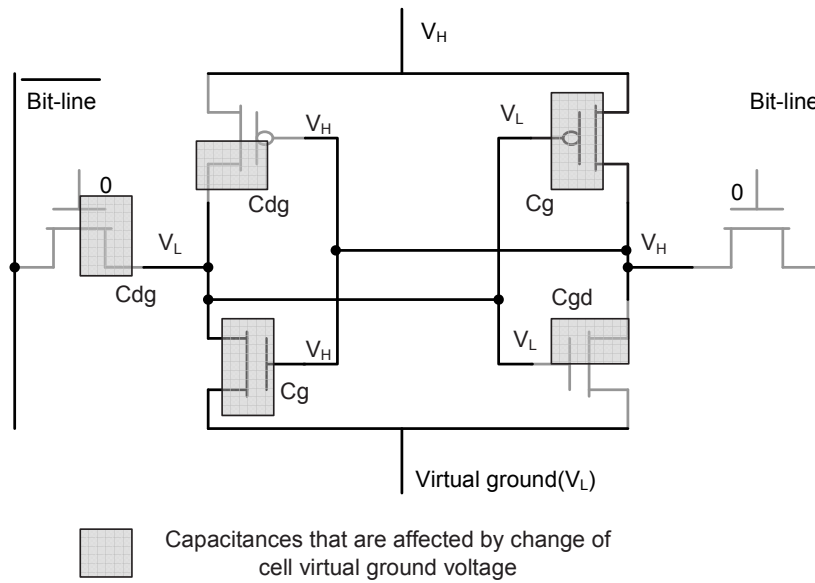 V_H
Bit-line
Bit-line
V_H
V_L
0
0
Cdg
Cg
V_L
V_H
Cdg
Cgd
V_H
V_L
Cg
Virtual ground(V_L)
Capacitances that are affected by change of
cell virtual ground voltage